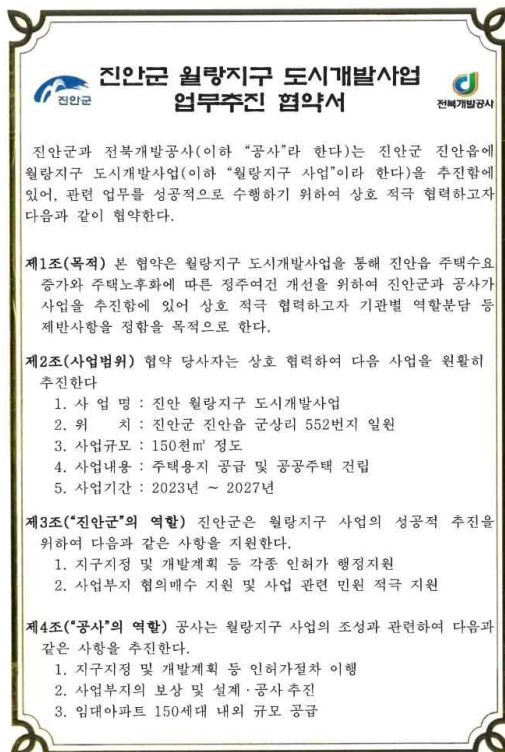 진안군 월랑지구 도시개발사업
업무추진 협약서
진안군
전북개발공사
진안군과 전북개발공사(이하 “공사”라 한다)는 진안군 진안읍에
월랑지구 도시개발사업(이하 “월랑지구 사업”이라 한다)을 추진함에
있어, 관련 업무를 성공적으로 수행하기 위하여 상호 적극 협력하고자
다음과 같이 협약한다.
제1조(목적) 본 협약은 월랑지구 도시개발사업을 통해 진안읍 주택수요
증가와 주택노후화에 따른 정주여건 개선을 위하여 진안군과 공사가
사업을 추진함에 있어 상호 적극 협력하고자 기관별 역할분담 등
제반사항을 정함을 목적으로 한다.
제2조(사업범위) 협약 당사자는 상호 협력하여 다음 사업을 원활히
추진한다
1. 사 업 명 : 진안 월랑지구 도시개발사업
2. 위 치 : 진안군 진안읍 군상리 552번지 일원
3. 사업규모 : 150천㎡ 정도
4. 사업내용 : 주택용지 공급 및 공공주택 건립
5. 사업기간 : 2023년 ~ 2027년
제3조(“진안군”의 역할) 진안군은 월랑지구 사업의 성공적 추진을
위하여 다음과 같은 사항을 지원한다.
1. 지구지정 및 개발계획 등 각종 인허가 행정지원
2. 사업부지 협의매수 지원 및 사업 관련 민원 적극 지원
제4조(“공사”의 역할) 공사는 월랑지구 사업의 조성과 관련하여 다음과
같은 사항을 추진한다.
1. 지구지정 및 개발계획 등 인허가절차 이행
2. 사업부지의 보상 및 설계·공사 추진
3. 임대아파트 150세대 내외 규모 공급